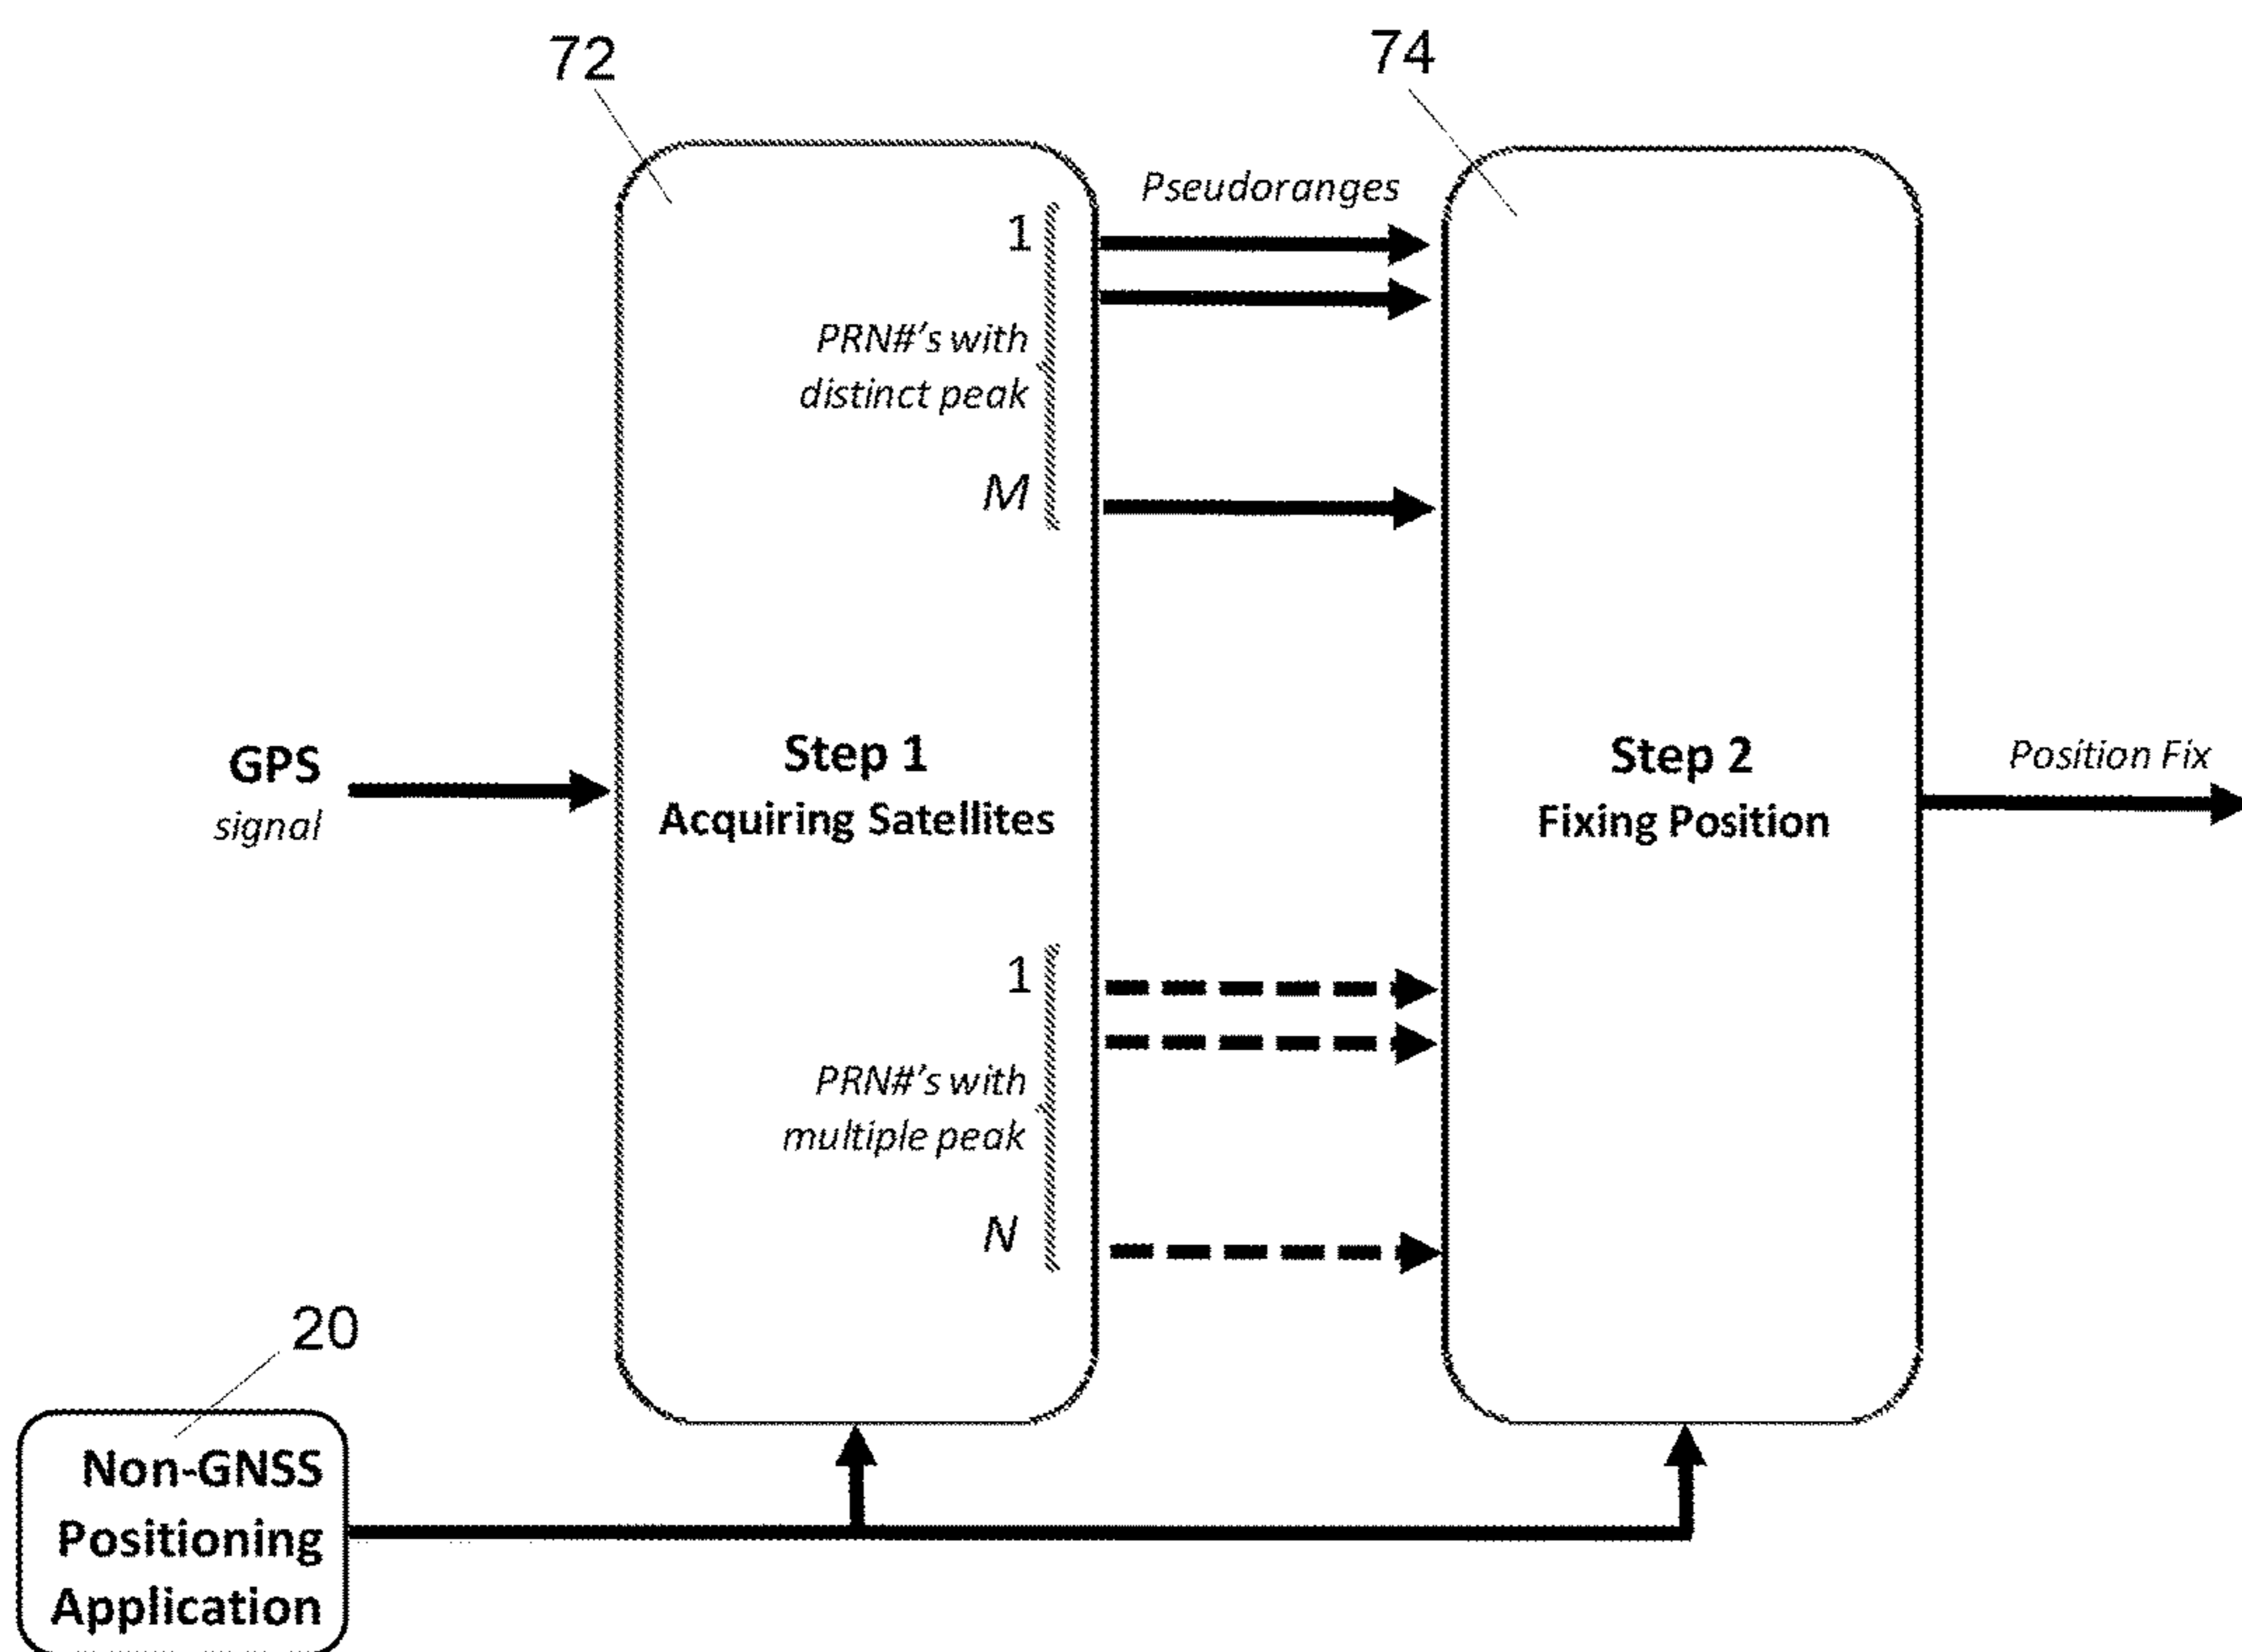 72
74
Pseudoranges
1
PRN#'s with
distinct peak
M
GPS
signal
Step 1
Acquiring Satellites
Step 2
Fixing Position
Position Fix
1
PRN#'s with
multiple peak
N
20
Non-GNSS
Positioning
Application